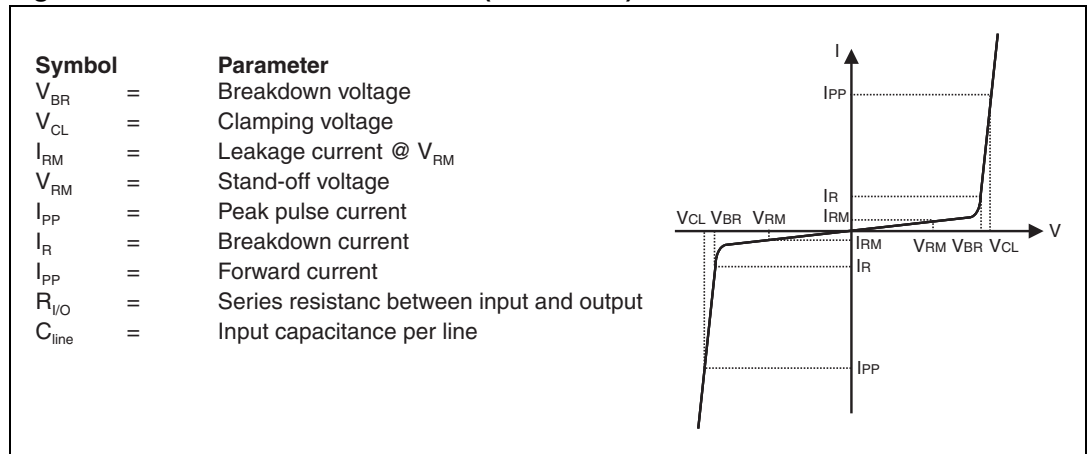 Symbol Parameter
VBR = Breakdown voltage
VCL = Clamping voltage
IRM = Leakage current @ VRM
VRM = Stand-off voltage
IPP = Peak pulse current
IR = Breakdown current
IPP = Forward current
RI/O = Series resistanc between input and output
Cline = Input capacitance per line
I
IPP
IR
IRM
VCL VBR VRM
V
IRM
VRM VBR VCL
IR
IPP